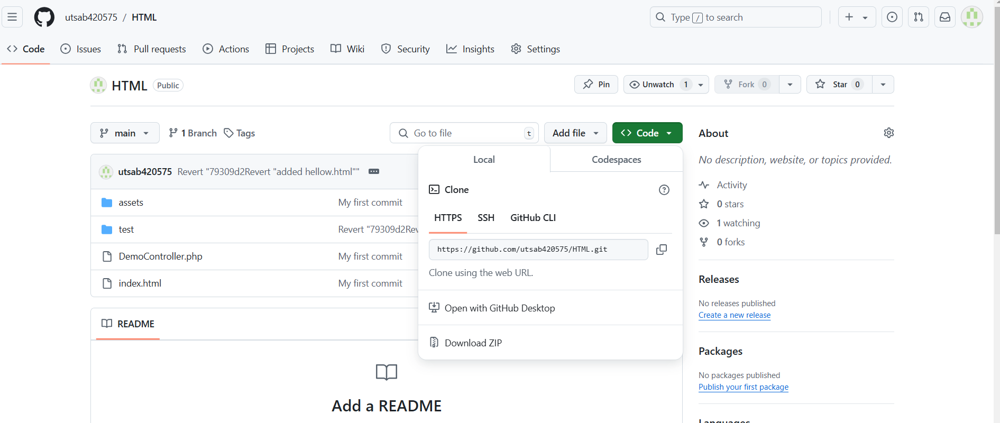 utsab420575 / HTML
Type / to search
Code
Issues
Pull requests
Actions
Projects
Wiki
Security
Insights
Settings
HTML Public
Pin
Unwatch 1
Fork 0
Star 0
main
1 Branch
Tags
Go to file t
Add file
Code
utsab420575 Revert "79309d2Revert "added hellow.html""
assets My first commit
test Revert "79309d2Rev
DemoController.php My first commit
index.html My first commit
README
Add a README
Local
Codespaces
Clone
HTTPS
SSH
GitHub CLI
https://github.com/utsab420575/HTML.git
Clone using the web URL.
Open with GitHub Desktop
Download ZIP
About
No description, website, or topics provided.
Activity
0 stars
1 watching
0 forks
Releases
No releases published
Create a new release
Packages
No packages published
Publish your first package
Languages